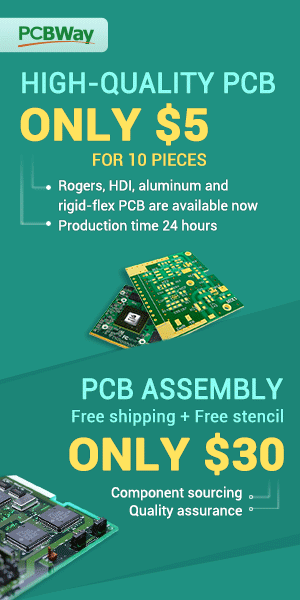 PCBWay
HIGH-QUALITY PCB
ONLY $5
FOR 10 PIECES
Rogers, HDI, aluminum and
rigid-flex PCB are available now
Production time 24 hours
PCB ASSEMBLY
Free shipping + Free stencil
ONLY $30
Component sourcing
Quality assurance